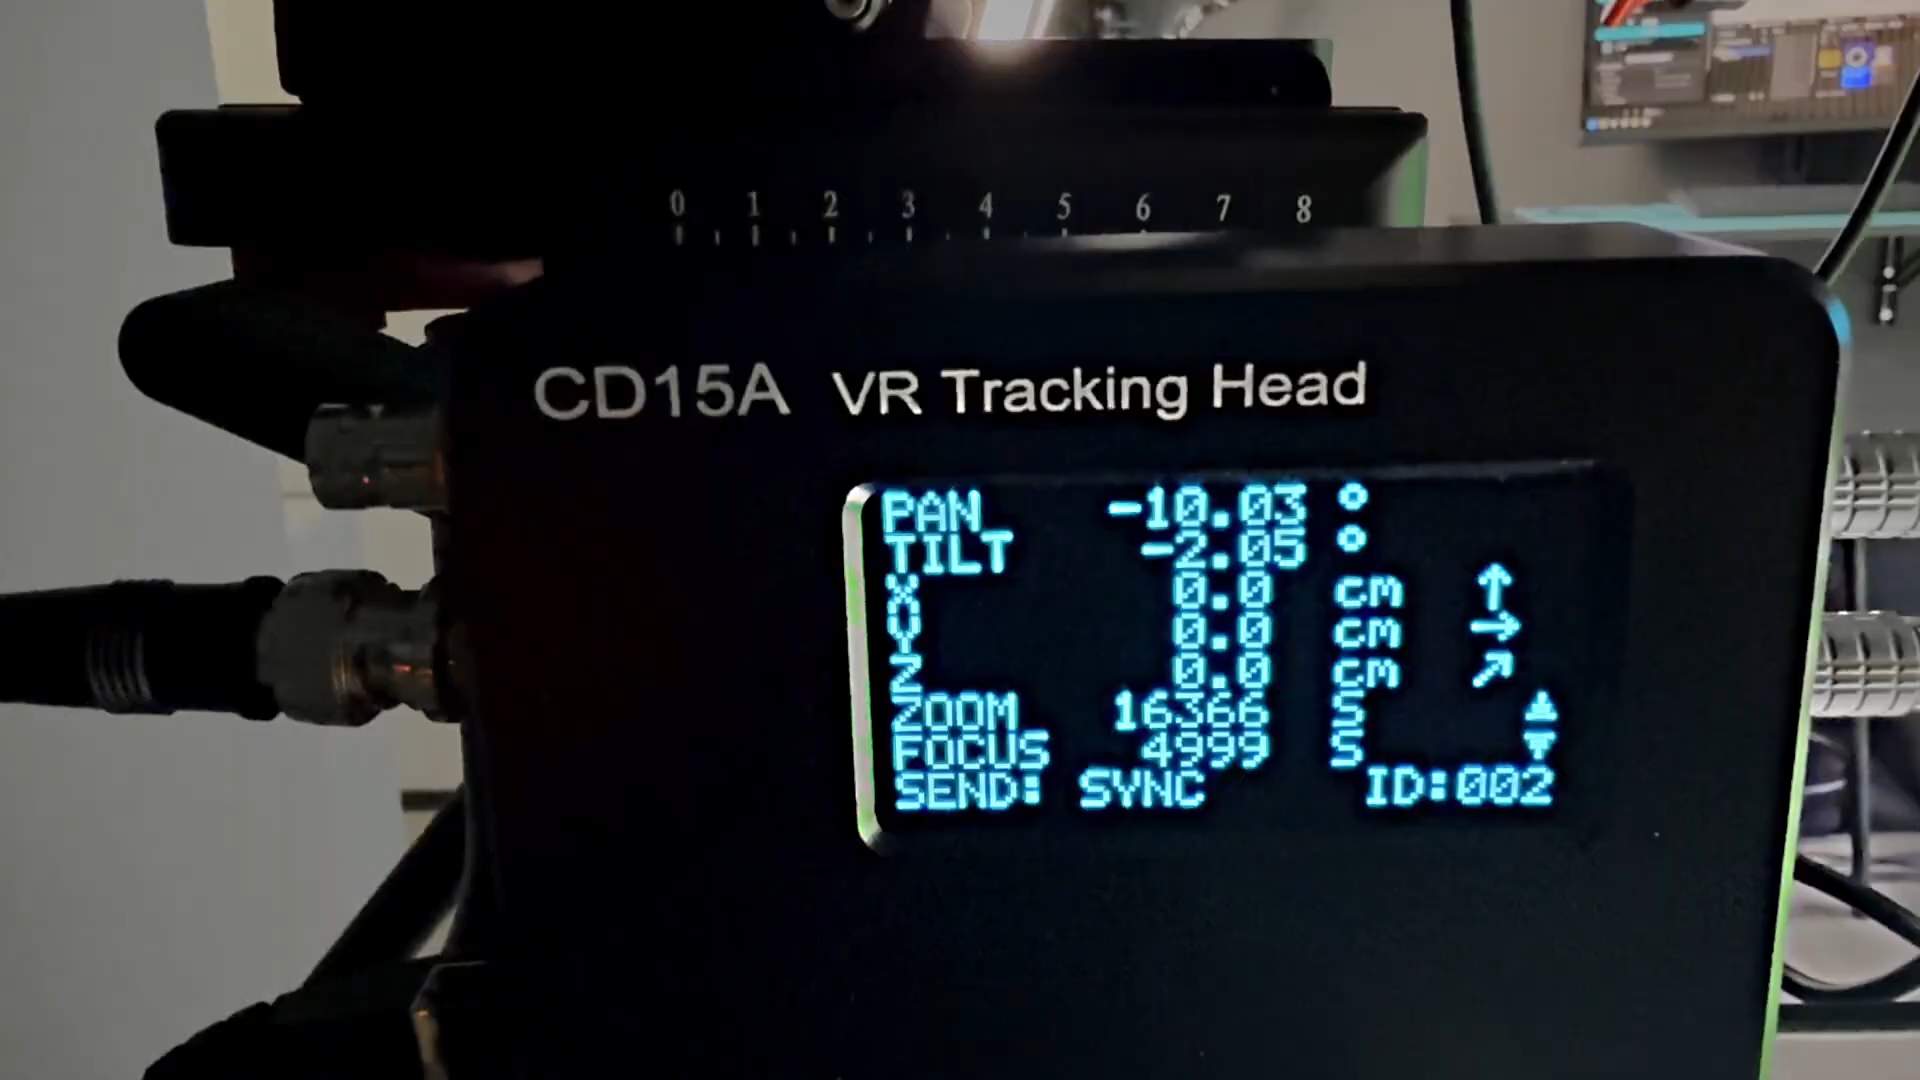 0 1 2 3 4 5 6 7 8
CD15A VR Tracking Head
PAN -10.03 °
TILT -2.05 °
X 0.0 cm ↑
Y 0.0 cm →
Z 0.0 cm ↗
ZOOM 16366 S
FOCUS 4999 S
SEND: SYNC ID:002